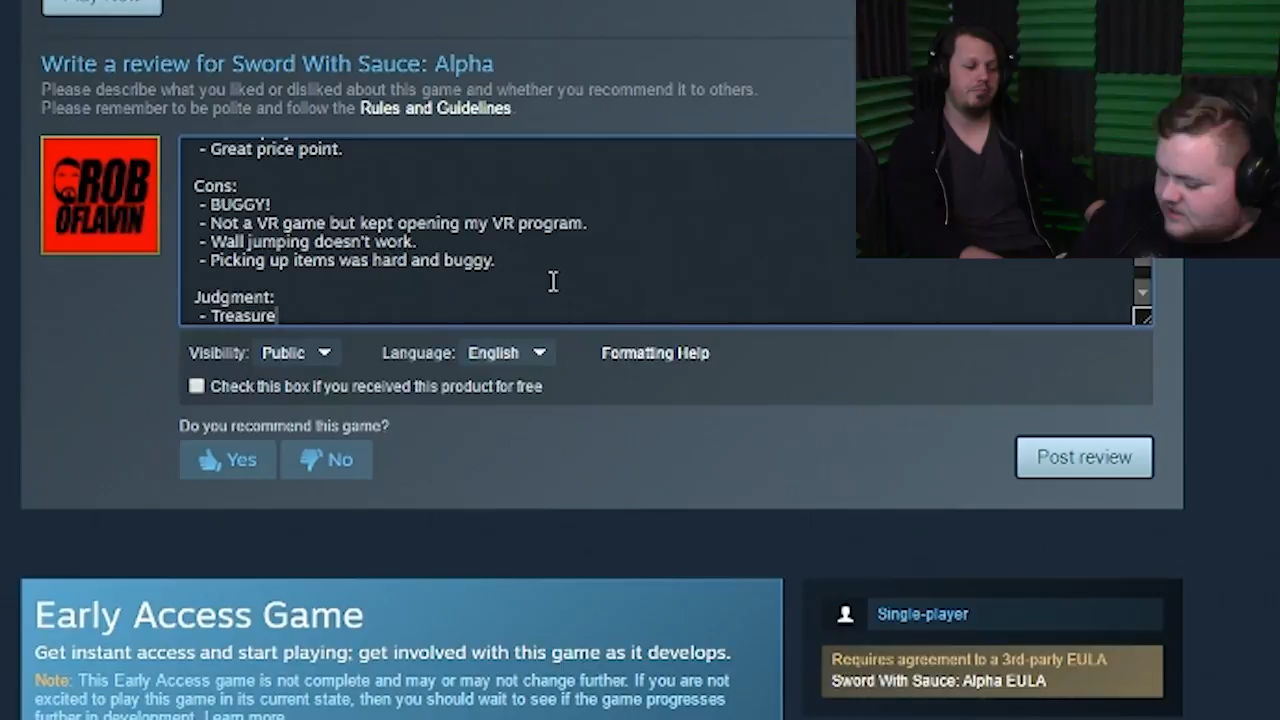 Write a review for Sword With Sauce: Alpha
Please describe what you liked or disliked about this game and whether you recommend it to others.
Please remember to be polite and follow the Rules and Guidelines.
ROB
OFLAVIN
- Great price point.
Cons:
- BUGGY!
- Not a VR game but kept opening my VR program.
- Wall jumping doesn't work.
- Picking up items was hard and buggy.
Judgment:
- Treasure
Visibility: Public Language: English Formatting Help
Check this box if you received this product for free
Do you recommend this game?
Yes No
Post review
Early Access Game
Get instant access and start playing; get involved with this game as it develops.
Note: This Early Access game is not complete and may or may not change further. If you are
excited to play this game in its current state, then you should wait to see if the game progresses
further in development. Learn more
Single-player
Requires agreement to a 3rd-party EULA
Sword With Sauce: Alpha EULA